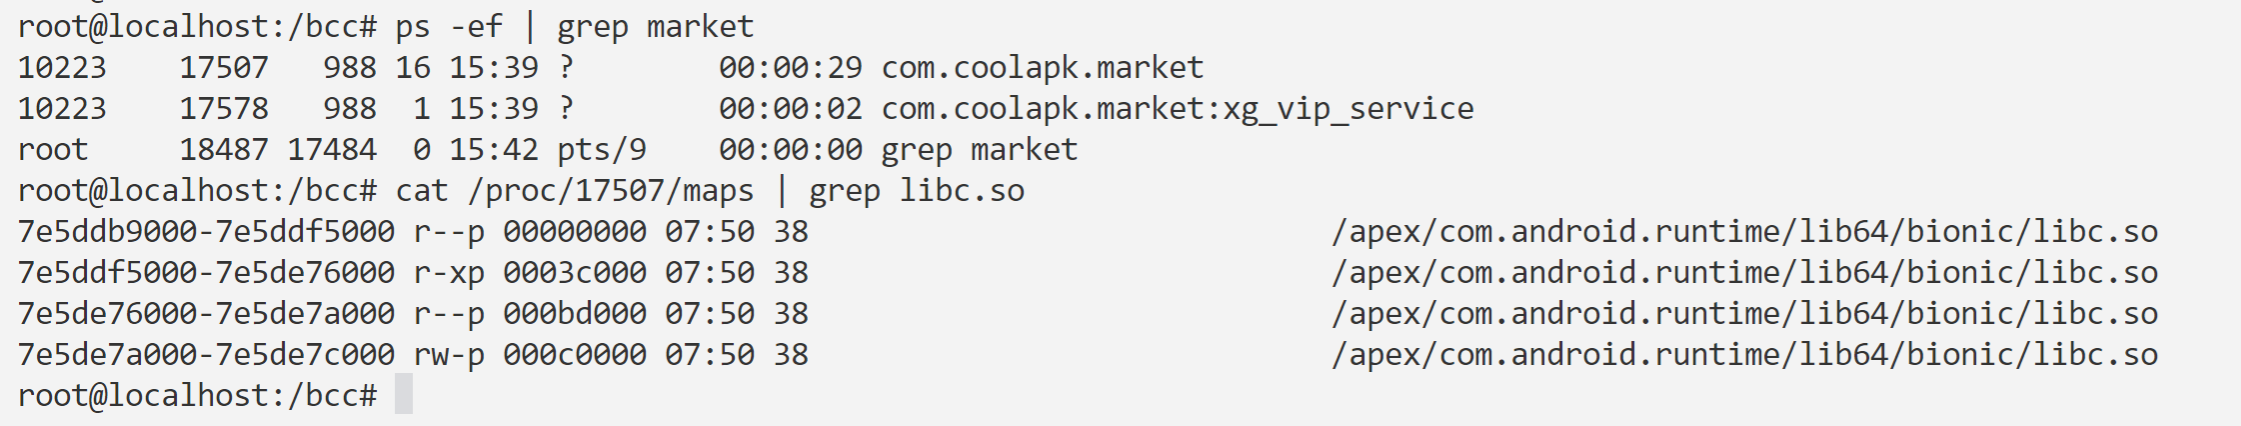 root@localhost:/bcc# ps -ef | grep market
10223    17507   988 16 15:39 ?        00:00:29 com.coolapk.market
10223    17578   988  1 15:39 ?        00:00:02 com.coolapk.market:xg_vip_service
root     18487 17484  0 15:42 pts/9    00:00:00 grep market
root@localhost:/bcc# cat /proc/17507/maps | grep libc.so
7e5ddb9000-7e5ddf5000 r--p 00000000 07:50 38                             /apex/com.android.runtime/lib64/bionic/libc.so
7e5ddf5000-7e5de76000 r-xp 0003c000 07:50 38                             /apex/com.android.runtime/lib64/bionic/libc.so
7e5de76000-7e5de7a000 r--p 000bd000 07:50 38                             /apex/com.android.runtime/lib64/bionic/libc.so
7e5de7a000-7e5de7c000 rw-p 000c0000 07:50 38                             /apex/com.android.runtime/lib64/bionic/libc.so
root@localhost:/bcc#